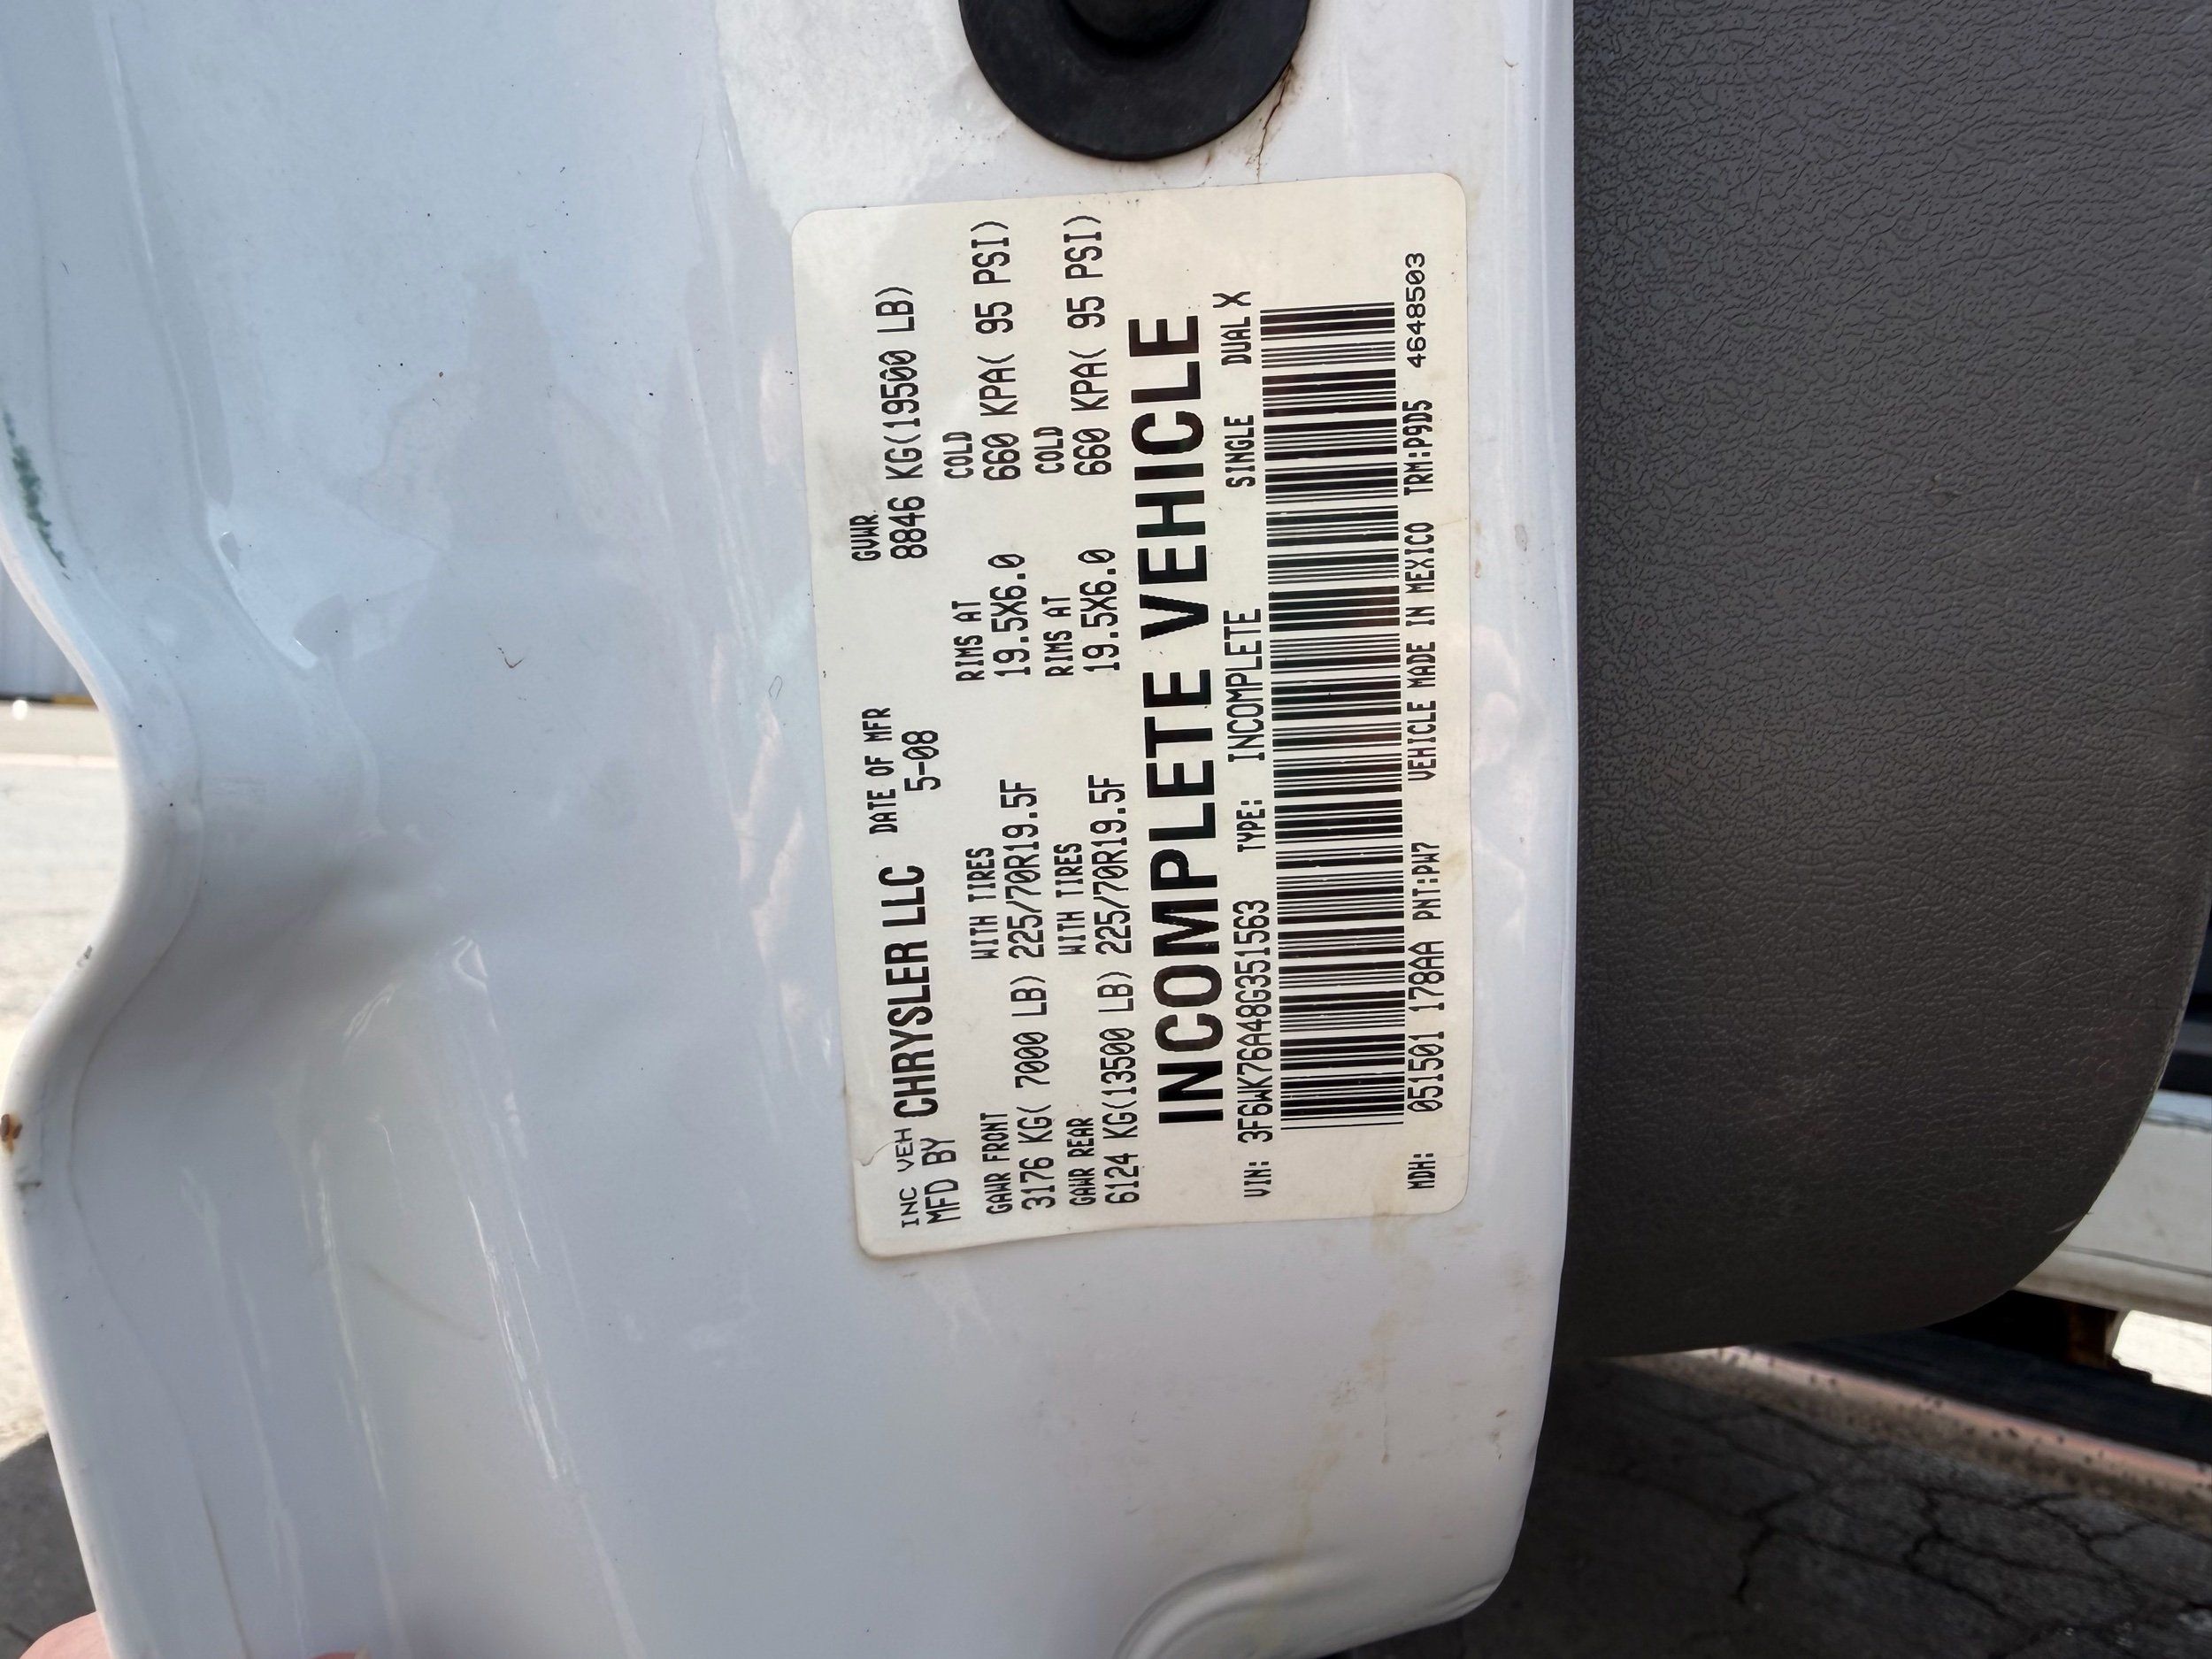 INC VEH
MFD BY CHRYSLER LLC DATE OF MFR 5-08 GVWR 8846 KG(19500 LB)
GAWR FRONT WITH TIRES RIMS AT COLD
3176 KG( 7000 LB) 225/70R19.5F 19.5X6.0 660 KPA( 95 PSI)
GAWR REAR WITH TIRES RIMS AT COLD
6124 KG(13500 LB) 225/70R19.5F 19.5X6.0 660 KPA( 95 PSI)
INCOMPLETE VEHICLE
VIN: 3F6WK76A48G351563 TYPE: INCOMPLETE SINGLE DUAL X
MDH: 051501 178AA PNT:PW7 VEHICLE MADE IN MEXICO TRM:P9D5 4648503